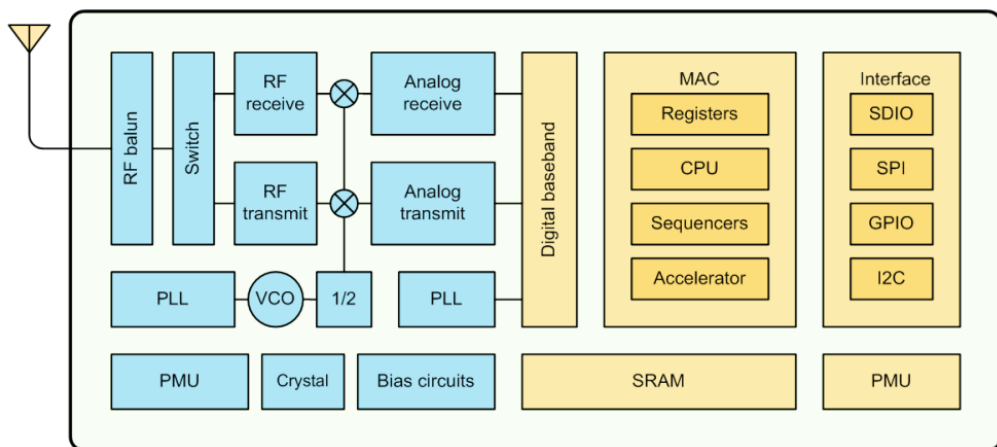 RF balun
Switch
RF
receive
Analog
receive
RF
transmit
Analog
transmit
Digital baseband
MAC
Registers
CPU
Sequencers
Accelerator
Interface
SDIO
SPI
GPIO
I2C
PLL
VCO
1/2
PLL
PMU
Crystal
Bias circuits
SRAM
PMU